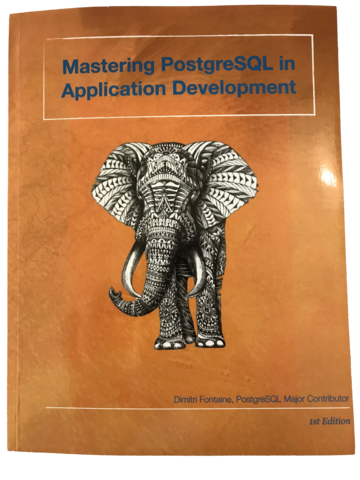 Mastering PostgreSQL in
Application Development
Dimitri Fontaine, PostgreSQL Major Contributor
1st Edition